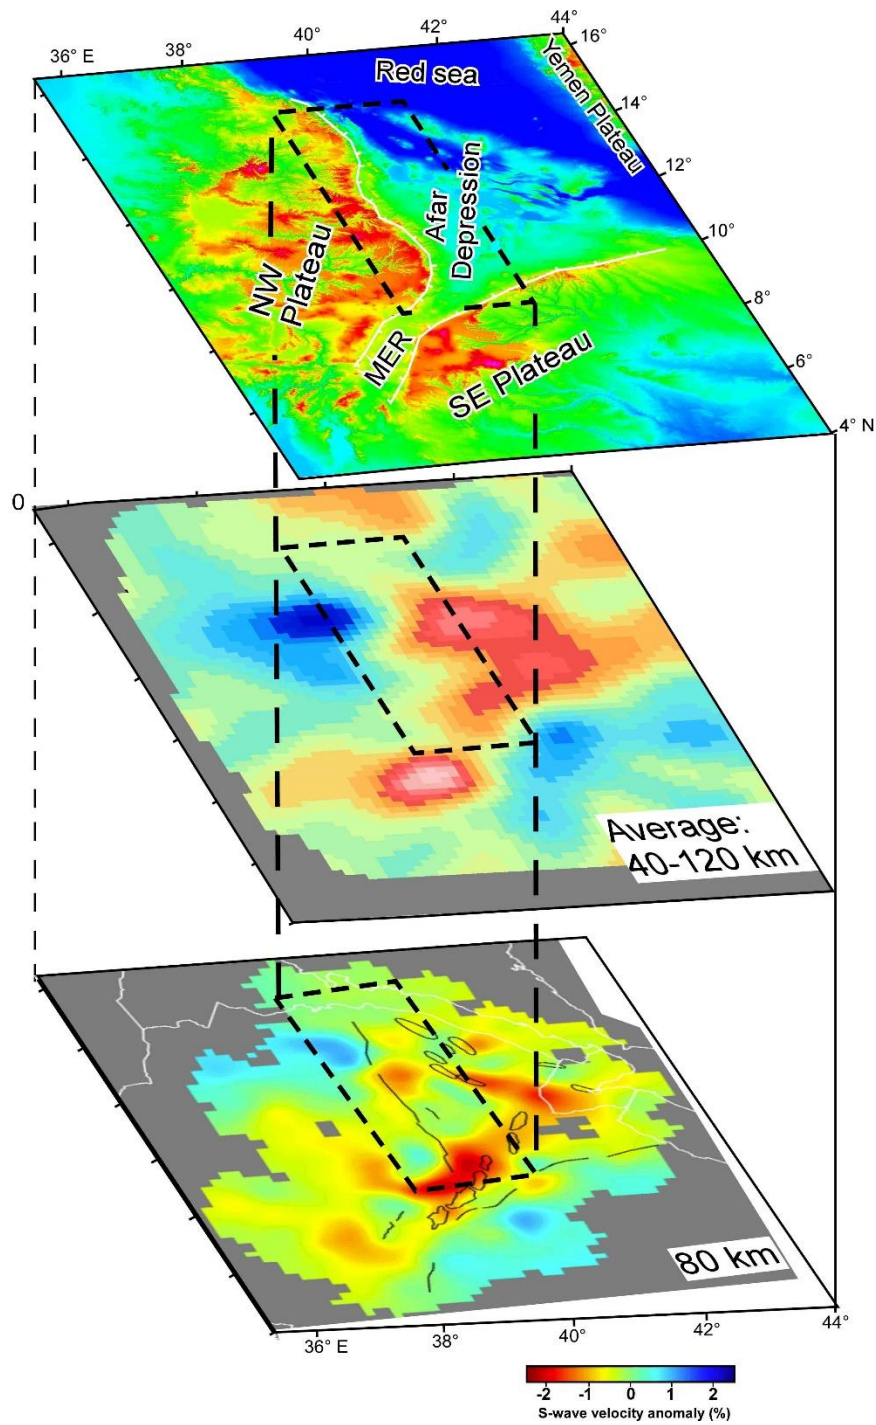 36° E
38°
40°
42°
44°
16°
14°
12°
10°
8°
6°
4° N
Red sea
Yemen Plateau
Afar
Depression
NW
Plateau
MER
SE Plateau
0
Average:
40-120 km
80 km
36° E
38°
40°
42°
44°
-2 -1 0 1 2
S-wave velocity anomaly (%)